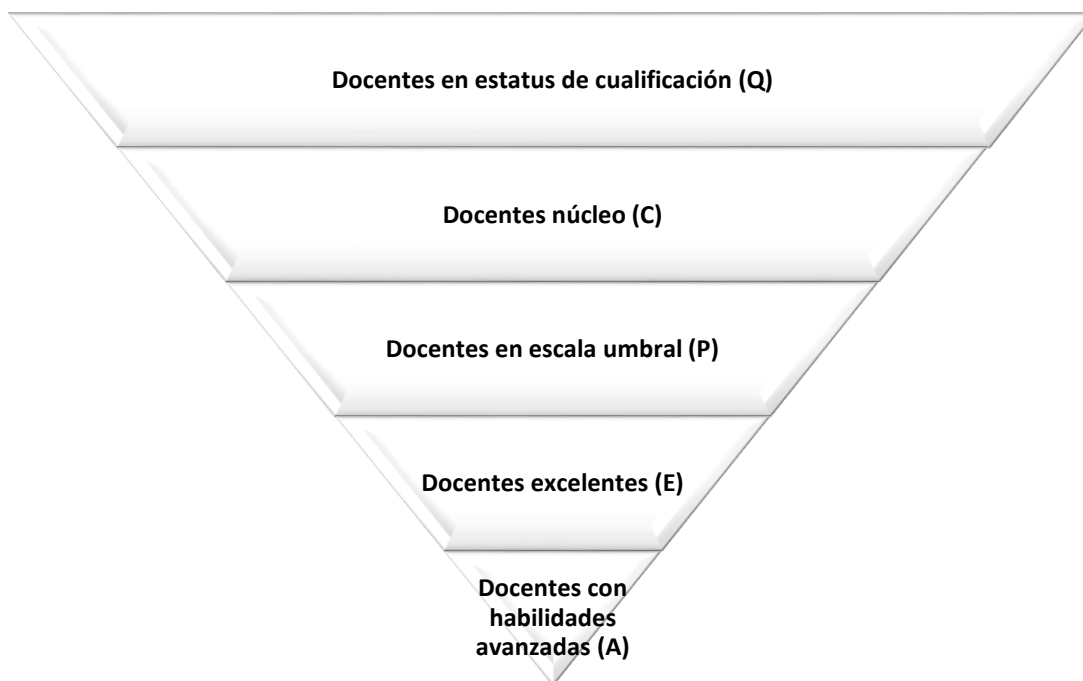 Docentes en estatus de cualificación (Q)
Docentes núcleo (C)
Docentes en escala umbral (P)
Docentes excelentes (E)
Docentes con
habilidades
avanzadas (A)